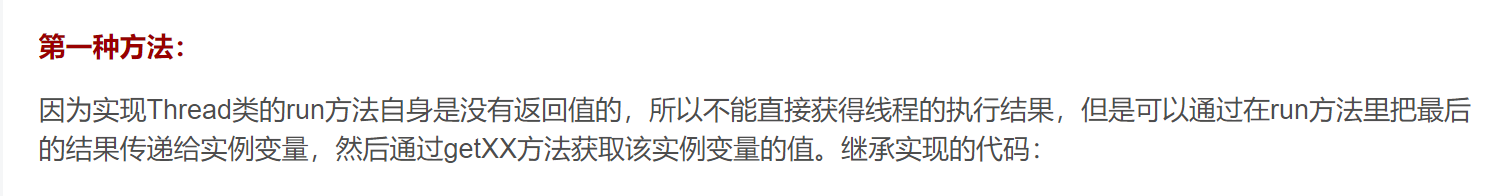 第一种方法：
因为实现Thread类的run方法自身是没有返回值的，所以不能直接获得线程的执行结果，但是可以通过在run方法里把最后
的结果传递给实例变量，然后通过getXX方法获取该实例变量的值。继承实现的代码：